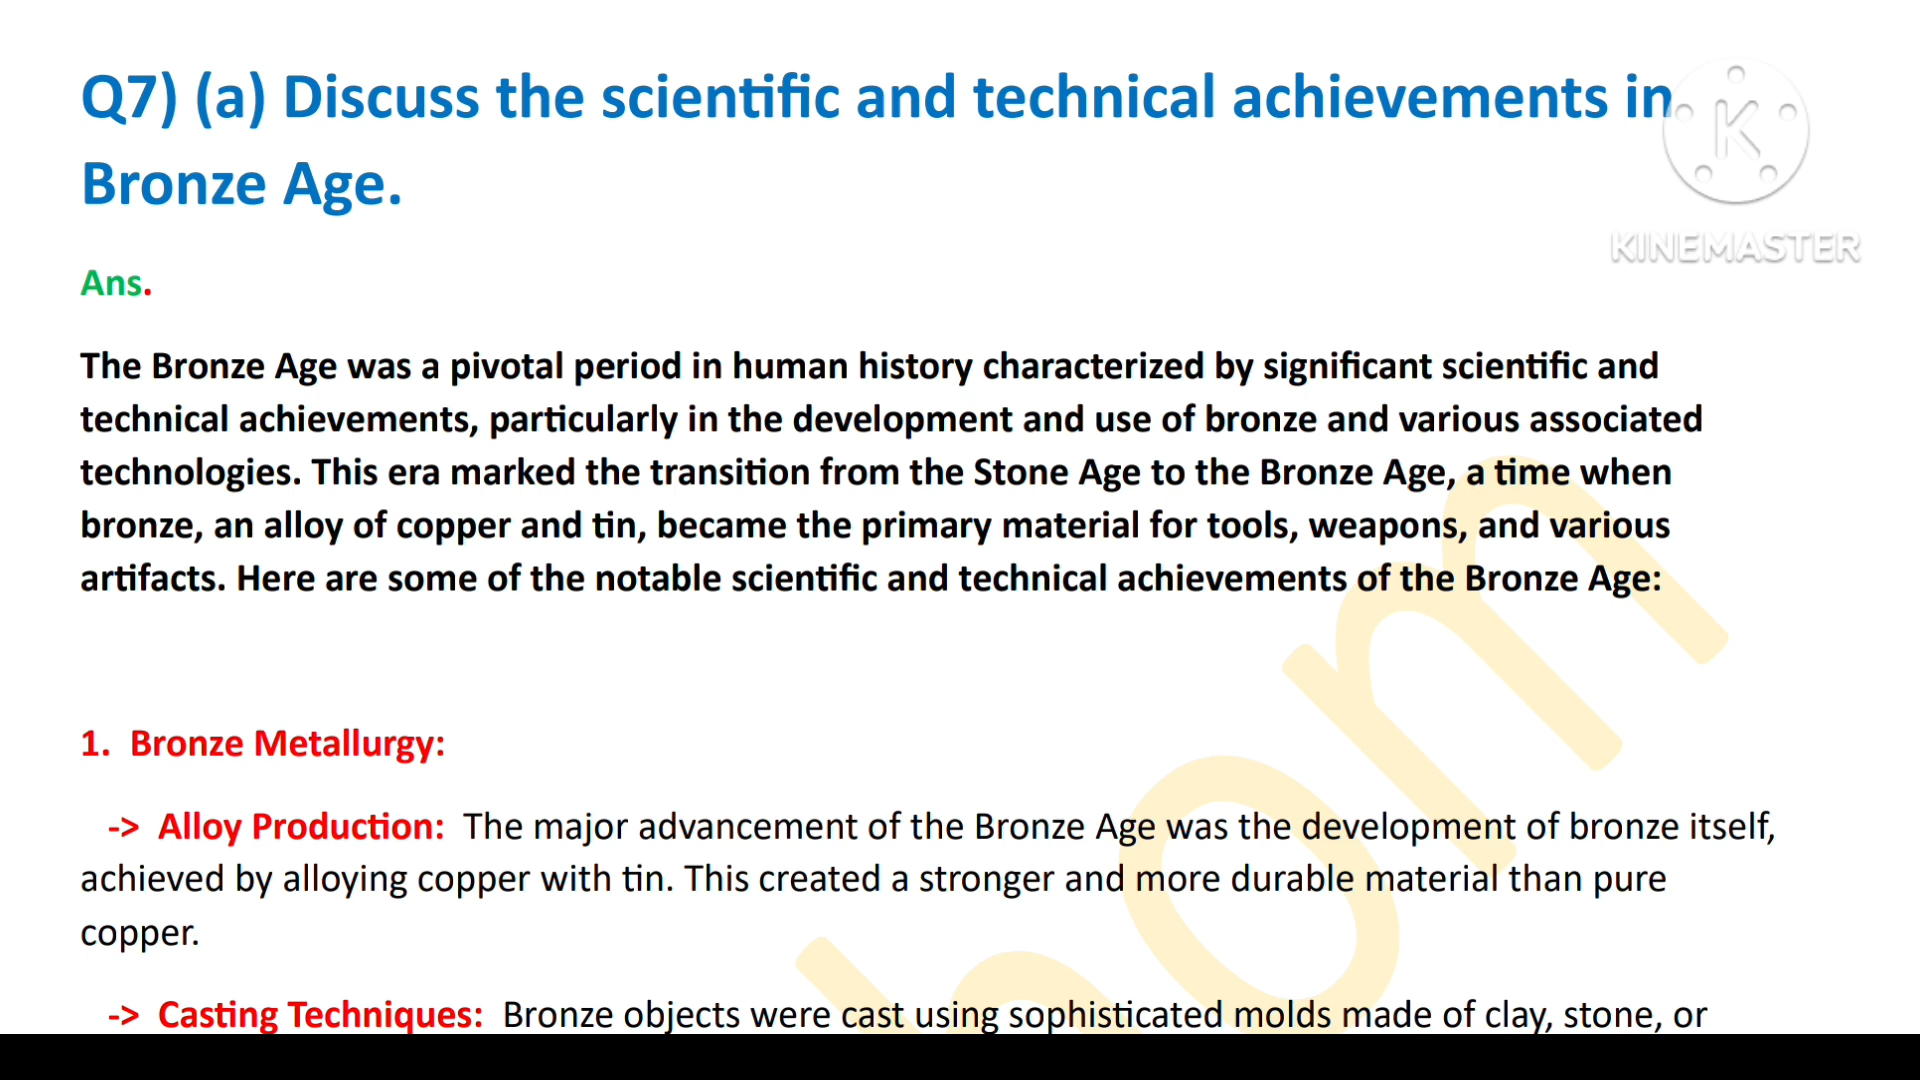 Q7) (a) Discuss the scientific and technical achievements in
Bronze Age.
K
KINEMASTER
Ans.
The Bronze Age was a pivotal period in human history characterized by significant scientific and
technical achievements, particularly in the development and use of bronze and various associated
technologies. This era marked the transition from the Stone Age to the Bronze Age, a time when
bronze, an alloy of copper and tin, became the primary material for tools, weapons, and various
artifacts. Here are some of the notable scientific and technical achievements of the Bronze Age:
1. Bronze Metallurgy:
-> Alloy Production: The major advancement of the Bronze Age was the development of bronze itself,
achieved by alloying copper with tin. This created a stronger and more durable material than pure
copper.
-> Casting Techniques: Bronze objects were cast using sophisticated molds made of clay, stone, or